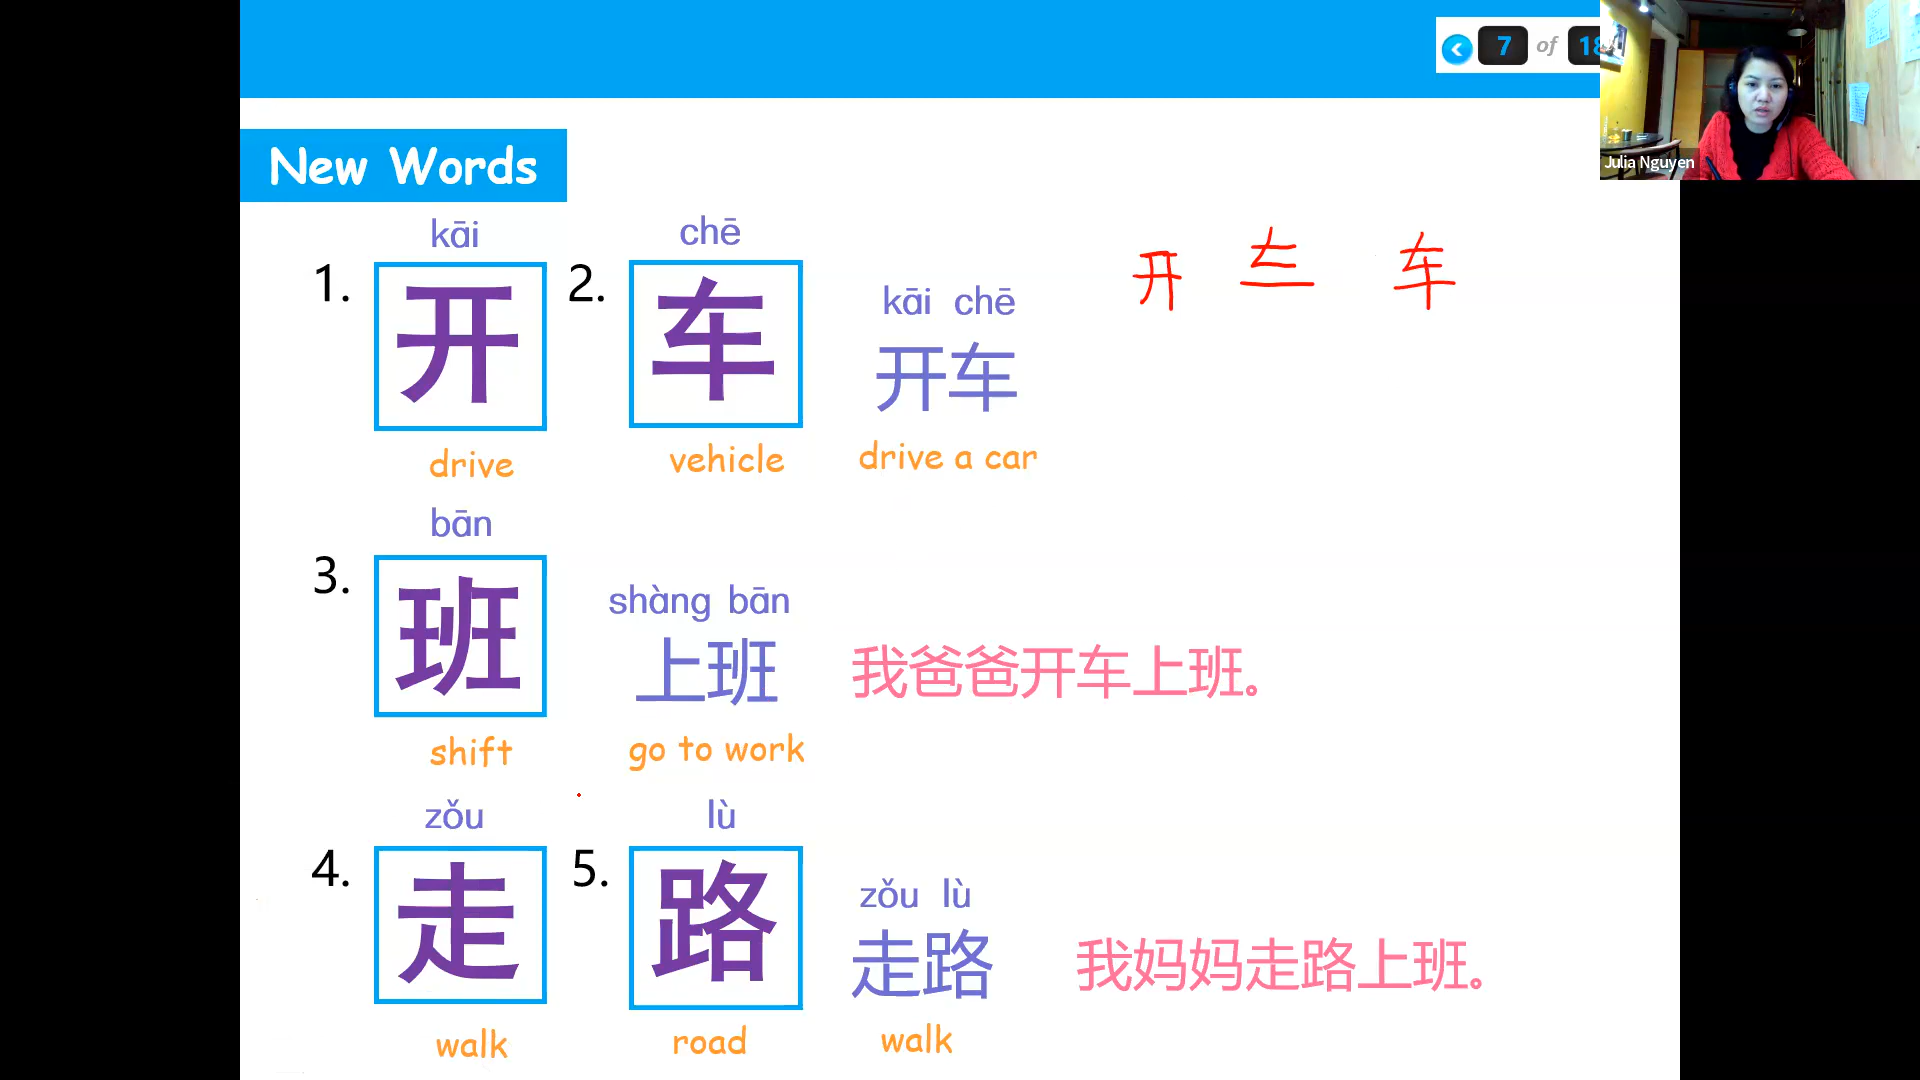 7 of 18
Julia Nguyen
New Words
kāi
chē
1. 开
2. 车
kāi chē
开车
开 车
drive
vehicle
drive a car
bān
3. 班
shàng bān
上班
我爸爸开车上班。
shift
go to work
zǒu
lù
4. 走
5. 路
zǒu lù
走路
我妈妈走路上班。
walk
road
walk